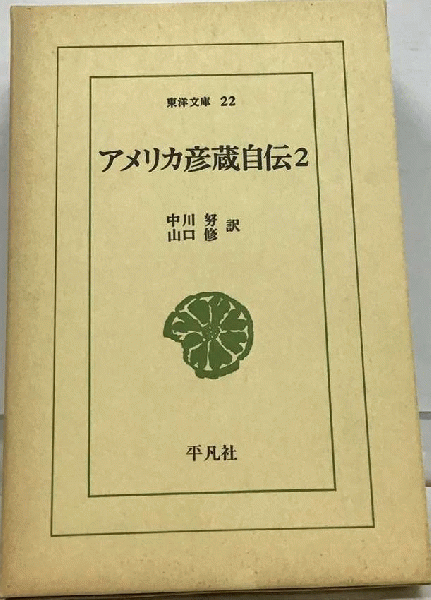 東洋文庫 22
アメリカ彦蔵自伝2
中川 努
山口 修 訳
平凡社